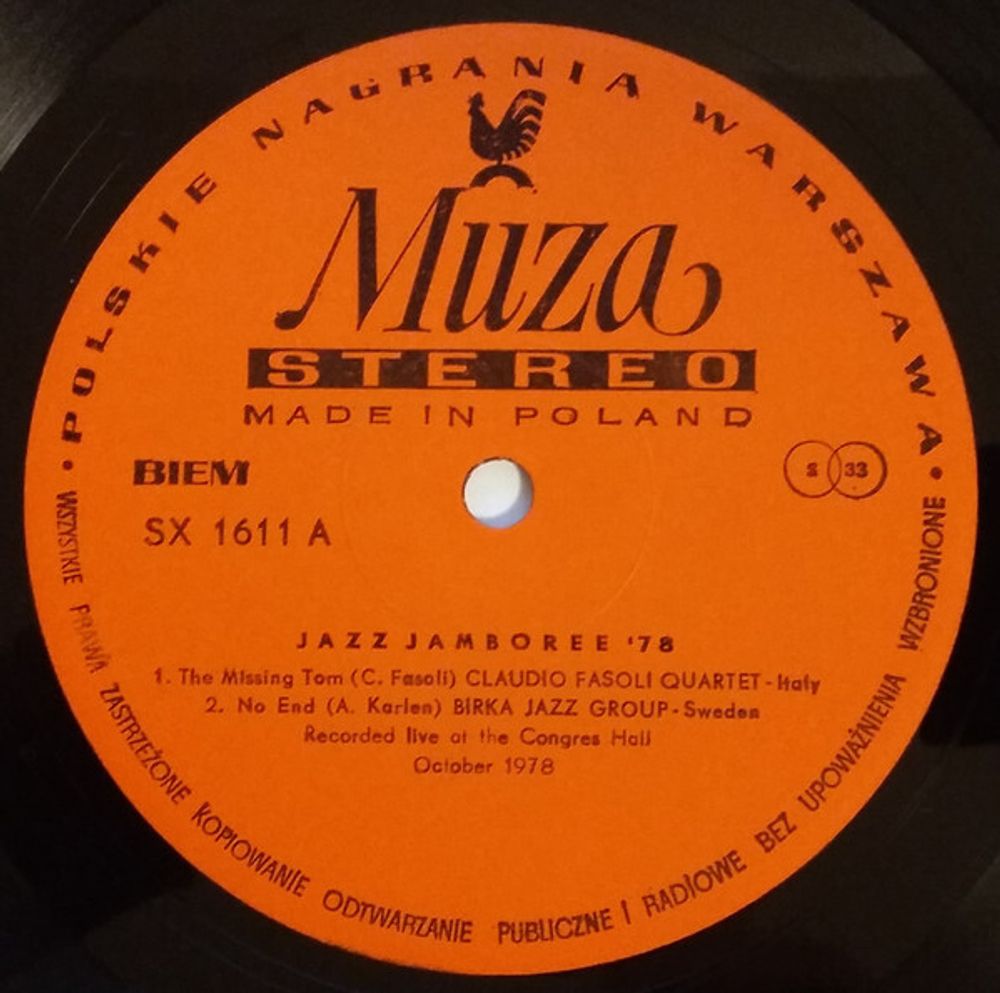 • POLSKIE NAGRANIA WARSZAWA •
Muza
STEREO
MADE IN POLAND
BIEM
S 33
SX 1611 A
JAZZ JAMBOREE '78
1. The Missing Tom (C. Fasoli) CLAUDIO FASOLI QUARTET - Italy
2. No End (A. Karlen) BIRKA JAZZ GROUP - Sweden
Recorded live at the Congres Hall
October 1978
WSZYSTKIE PRAWA ZASTRZEŻONE KOPIOWANIE ODTWARZANIE PUBLICZNE I RADIOWE BEZ UPOWAŻNIENIA WZBRONIONE